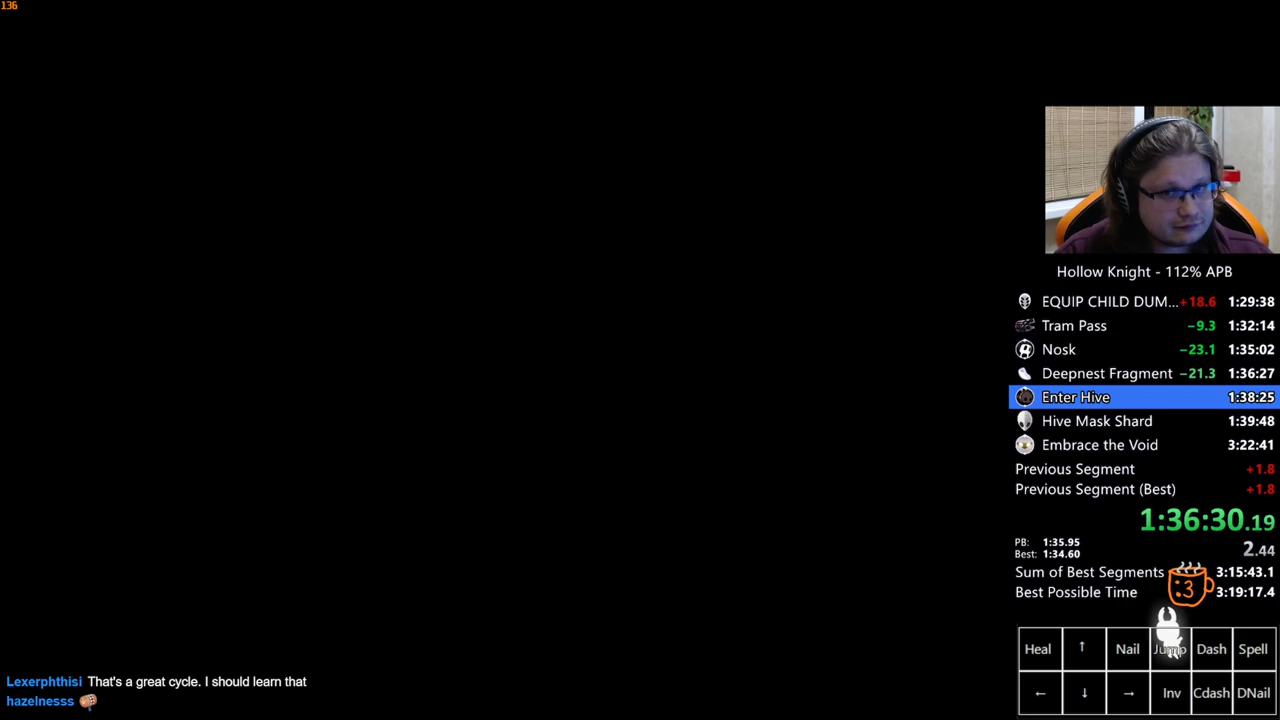 136
Hollow Knight - 112% APB
EQUIP CHILD DUM... +18.6 1:29:38
Tram Pass -9.3 1:32:14
Nosk -23.1 1:35:02
Deepnest Fragment -21.3 1:36:27
Enter Hive 1:38:25
Hive Mask Shard 1:39:48
Embrace the Void 3:22:41
Previous Segment +1.8
Previous Segment (Best) +1.8
1:36:30.19
PB: 1:35.95 2.44
Best: 1:34.60
Sum of Best Segments 3:15:43.1
Best Possible Time 3:19:17.4
:3
Heal ↑ Nail Jump Dash Spell
← ↓ → Inv Cdash DNail
Lexerphthisi That's a great cycle. I should learn that
hazelnesss